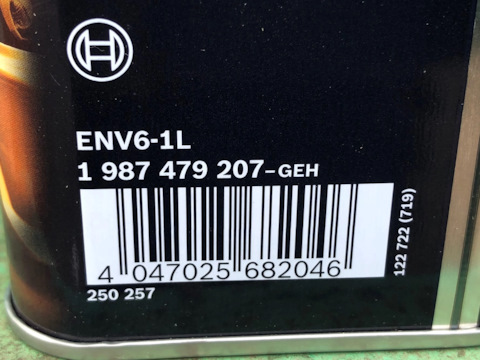 ENV6-1L
1 987 479 207-GEH
4 047025 682046
250 257
122 722 (719)